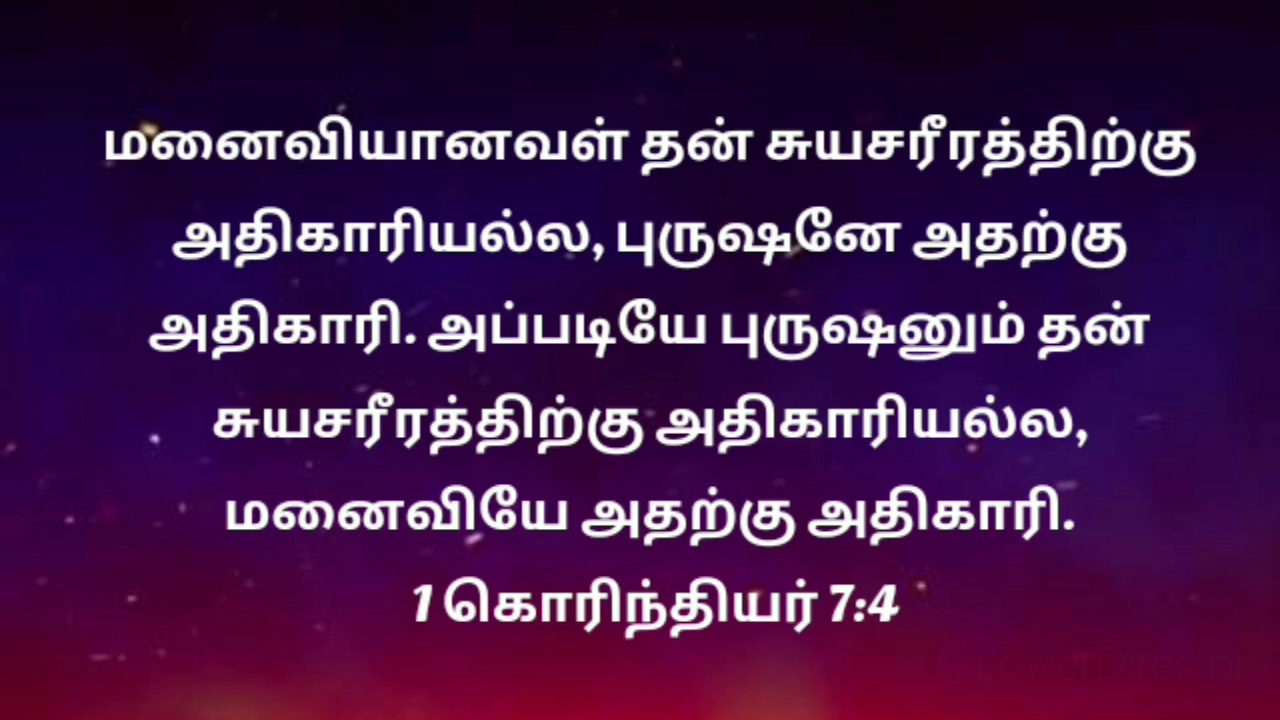 மனைவியானவள் தன் சுயசரீரத்திற்கு
அதிகாரியல்ல, புருஷனே அதற்கு
அதிகாரி. அப்படியே புருஷனும் தன்
சுயசரீரத்திற்கு அதிகாரியல்ல,
மனைவியே அதற்கு அதிகாரி.
1 கொரிந்தியர் 7:4
PowerDirector